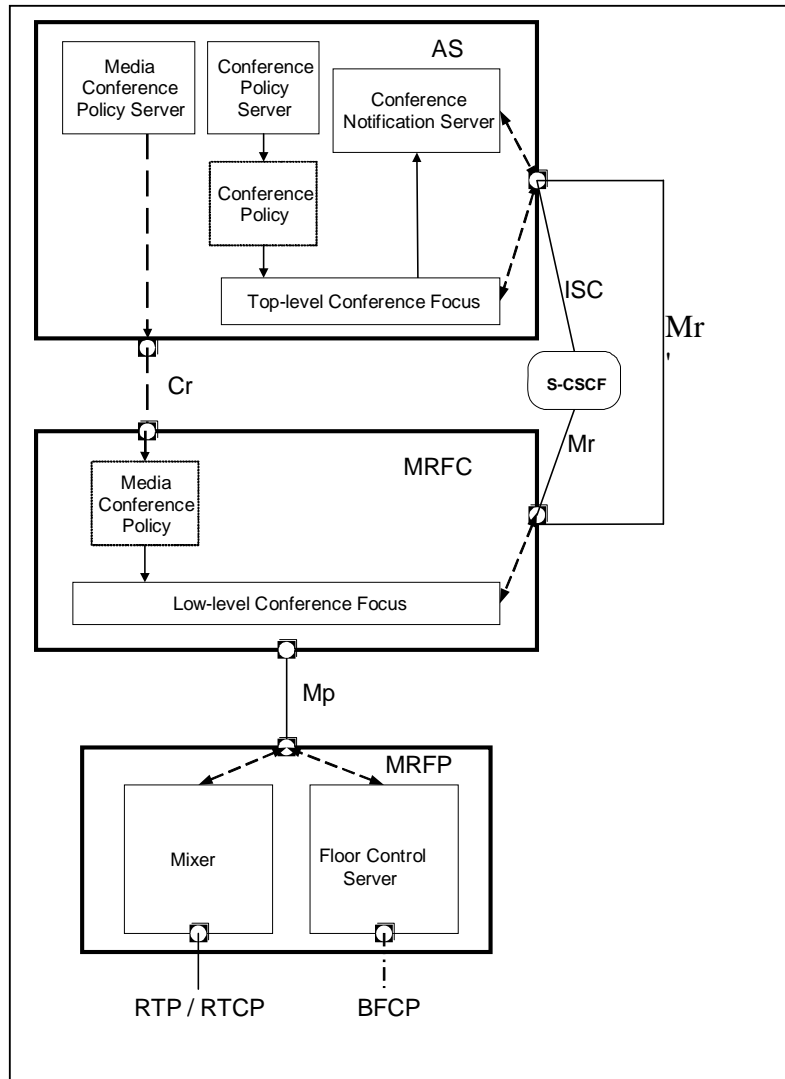 AS
Media
Conference
Policy Server
Conference
Policy
Server
Conference
Notification Server
Conference
Policy
Top-level Conference Focus
ISC
Mr
'
S-CSCF
Cr
Mr
MRFC
Media
Conference
Policy
Low-level Conference Focus
Mp
MRFP
Mixer
Floor Control
Server
RTP / RTCP
BFCP